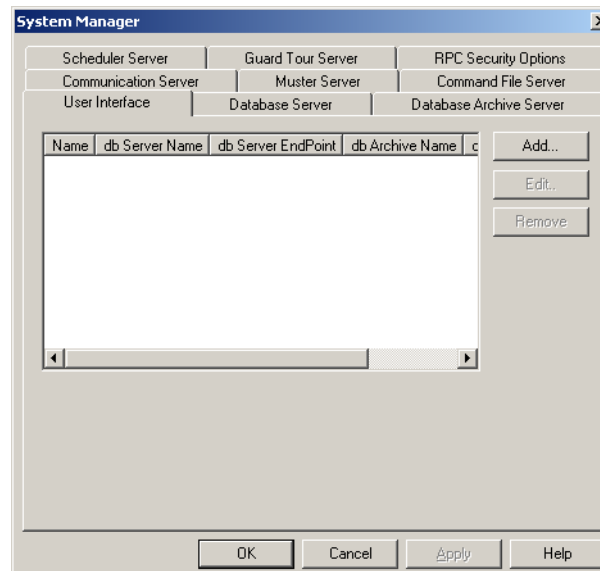 System Manager
Scheduler Server Guard Tour Server RPC Security Options
Communication Server Muster Server Command File Server
User Interface Database Server Database Archive Server
Name db Server Name db Server EndPoint db Archive Name c Add...
Edit..
Remove
OK Cancel Apply Help